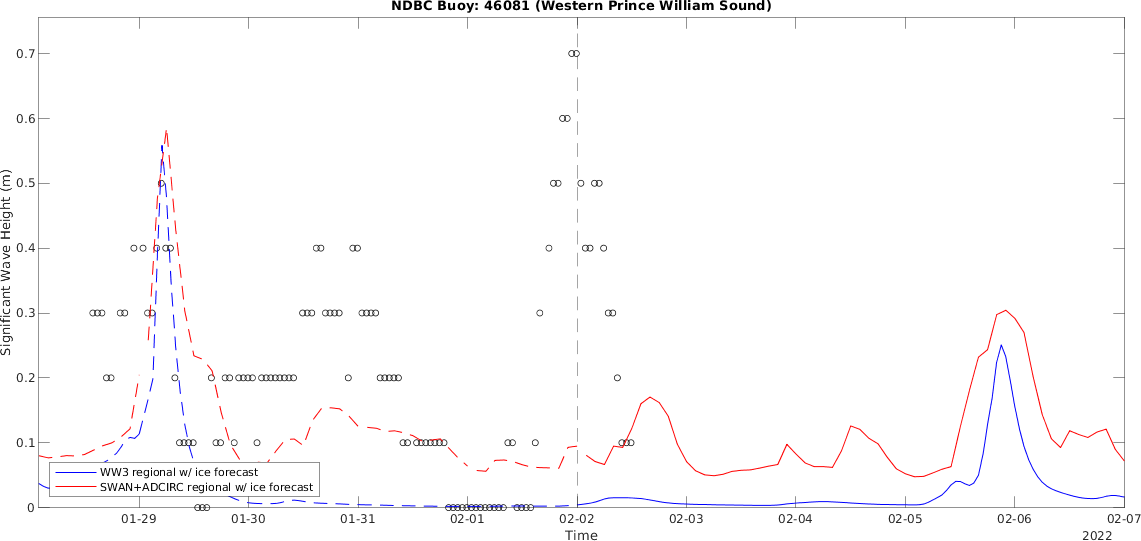 NDBC Buoy: 46081 (Western Prince William Sound)
Significant Wave Height (m)
0.7
0.6
0.5
0.4
0.3
0.2
0.1
0
WW3 regional w/ ice forecast
SWAN+ADCIRC regional w/ ice forecast
01-29 01-30 01-31 02-01 02-02 02-03 02-04 02-05 02-06 02-07
Time
2022